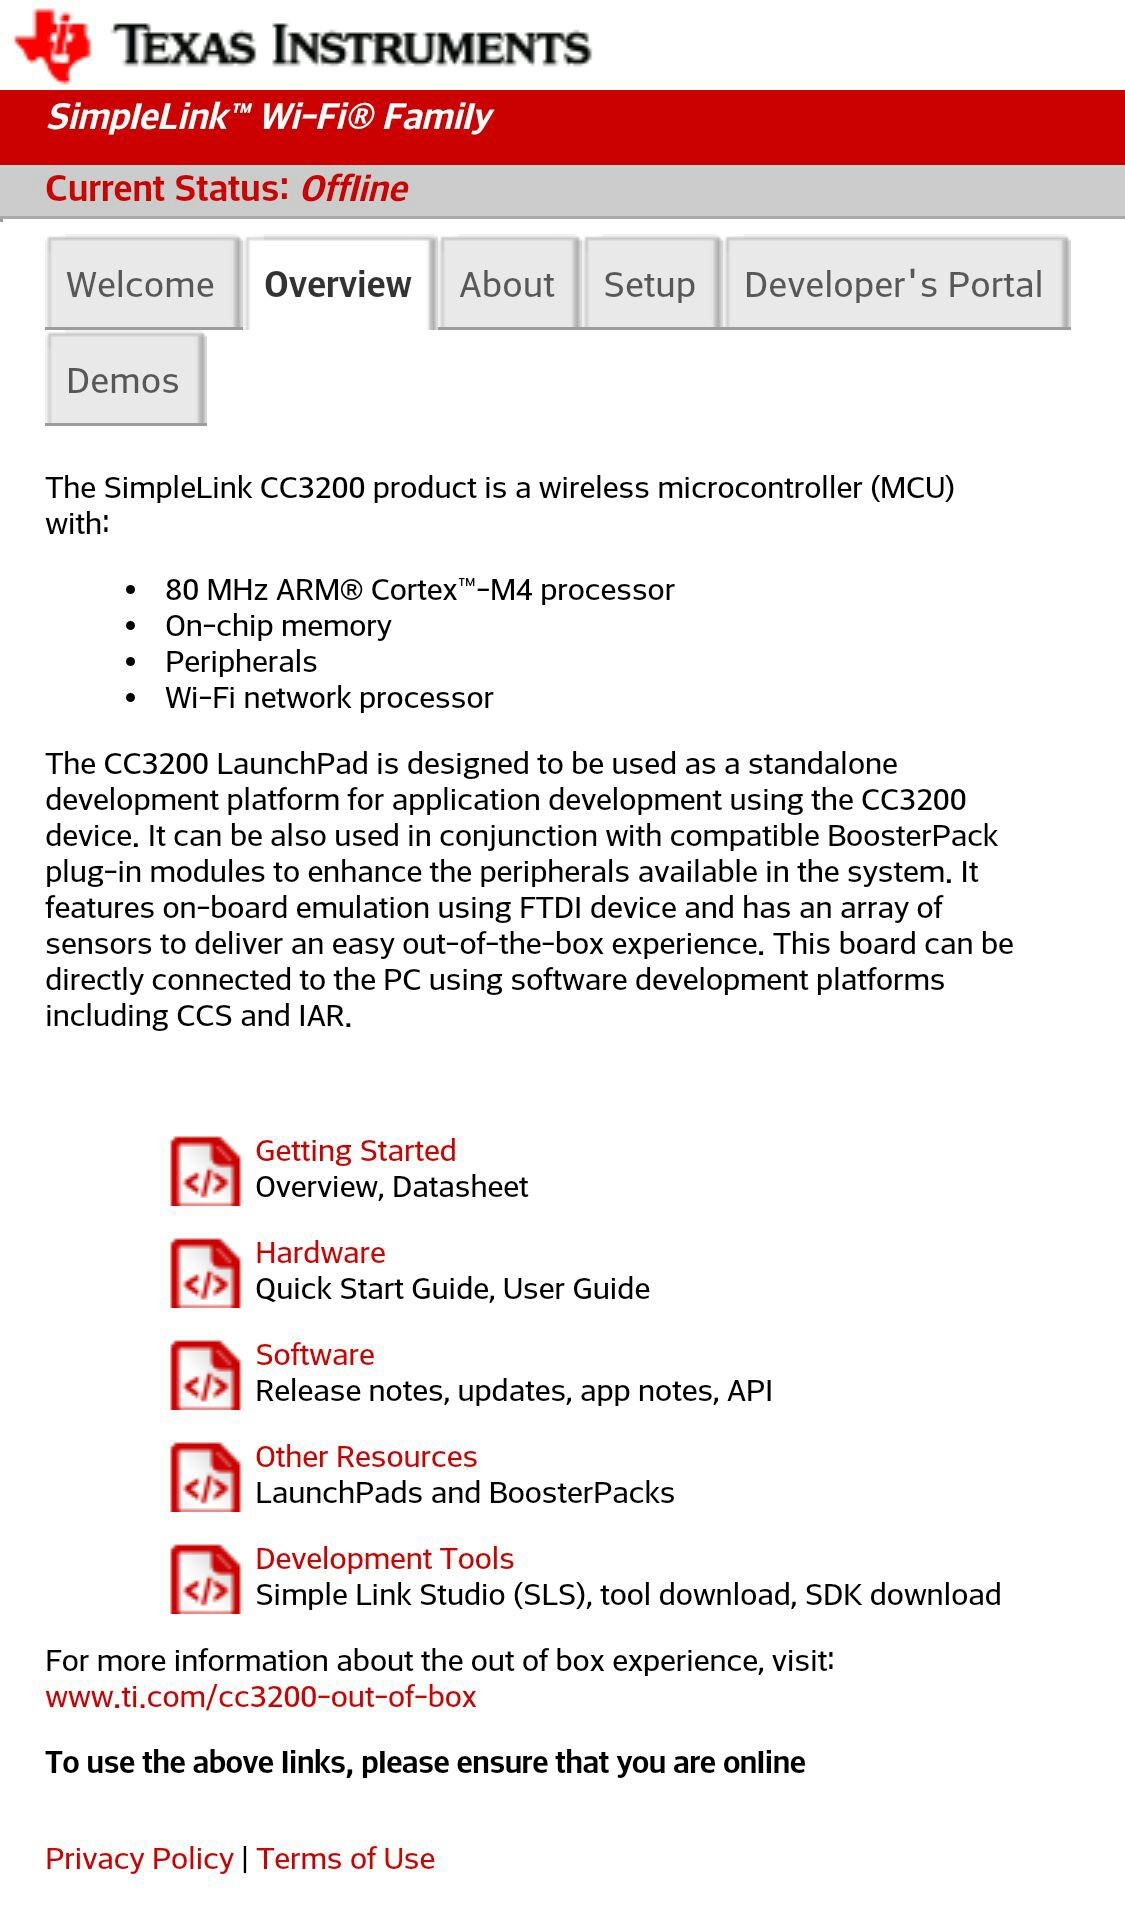 TEXAS INSTRUMENTS
SimpleLink™ Wi-Fi® Family
Current Status: Offline
Welcome Overview About Setup Developer's Portal
Demos
The SimpleLink CC3200 product is a wireless microcontroller (MCU)
with:
• 80 MHz ARM® Cortex™-M4 processor
• On-chip memory
• Peripherals
• Wi-Fi network processor
The CC3200 LaunchPad is designed to be used as a standalone
development platform for application development using the CC3200
device. It can be also used in conjunction with compatible BoosterPack
plug-in modules to enhance the peripherals available in the system. It
features on-board emulation using FTDI device and has an array of
sensors to deliver an easy out-of-the-box experience. This board can be
directly connected to the PC using software development platforms
including CCS and IAR.
</> Getting Started
Overview, Datasheet
</> Hardware
Quick Start Guide, User Guide
</> Software
Release notes, updates, app notes, API
</> Other Resources
LaunchPads and BoosterPacks
</> Development Tools
Simple Link Studio (SLS), tool download, SDK download
For more information about the out of box experience, visit:
www.ti.com/cc3200-out-of-box
To use the above links, please ensure that you are online
Privacy Policy | Terms of Use